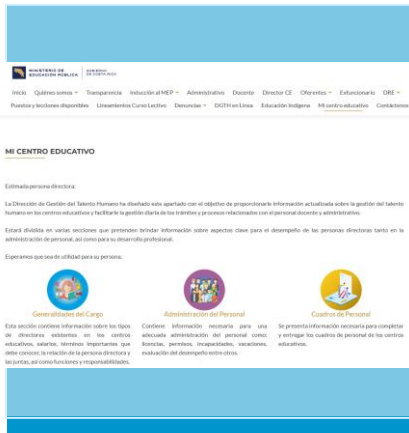 MINISTERIO DE
EDUCACIÓN PÚBLICA
GOBIERNO
DE COSTA RICA
Inicio Quiénes somos Transparencia Inducción al MEP Administrativo Docente Director CE Oferentes Exfuncionario DRE
Puestos y lecciones disponibles Lineamientos Curso Lectivo Denuncias DGTH en Línea Educación Indígena Mi centro educativo Contáctenos
MI CENTRO EDUCATIVO
Estimada persona directora
La Dirección de Gestión del Talento Humano ha diseñado este apartado con el objetivo de proporcionarle información actualizada sobre la gestión del talento
humano en los centros educativos y facilitarle la gestión diaria de los trámites y procesos relacionados con el personal docente y administrativo.
Estará dividida en varias secciones que pretenden brindar información sobre aspectos clave para el desempeño de las personas directoras tanto en la
administración de personal, así como para su desarrollo profesional.
Esperamos que sea de utilidad para su persona.
Generalidades del Cargo
Esta sección contiene información sobre los tipos
de directores existentes en los centros
educativos, salarios, términos importantes que
debe conocer, la relación de la persona directora y
las juntas, así como funciones y responsabilidades.
Administración del Personal
Contiene información necesaria para una
adecuada administración del personal como:
licencias, permisos, incapacidades, vacaciones,
evaluación del desempeño entre otros.
Cuadros de Personal
Se presenta información necesaria para completar
y entregar los cuadros de personal de los centros
educativos.